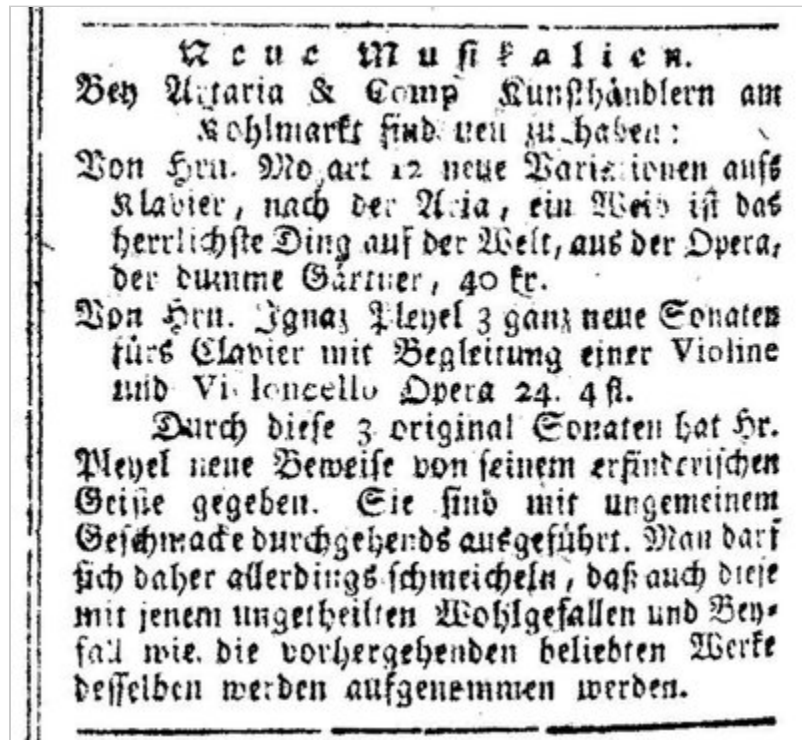 Neue Musikalien.
Bey Artaria & Comp Kunsthändlern am
Kohlmarkt sind neu zu haben:
Von Hrn. Mozart 12 neue Variationen aufs
Klavier, nach der Aria, ein Weib ist das
herrlichste Ding auf der Welt, aus der Opera,
der dumme Gärtner, 40 kr.
Von Hrn. Ignaz Pleyel 3 ganz neue Sonaten
fürs Clavier mit Begleitung einer Violine
und Violoncello Opera 24. 4 fl.
Durch diese 3 original Sonaten hat Hr.
Pleyel neue Beweise von seinem erfinderischen
Geiste gegeben. Sie sind mit ungemeinem
Geschmacke durchgehends ausgeführt. Man darf
sich daher allerdings schmeicheln, daß auch diese
mit jenem ungetheilten Wohlgefallen und Bey-
fall wie die vorhergehenden beliebten Werke
desselben werden aufgenommen werden.